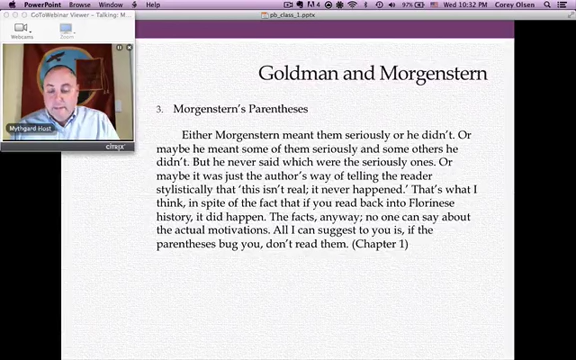 PowerPoint Browse Window Help
97% Wed 10:32 PM Corey Olsen
GoToWebinar Viewer - Talking: M...
pb_class_1.pptx
Webcams
Zoom
Mythgard Host
citrix
Goldman and Morgenstern
3. Morgenstern's Parentheses
Either Morgenstern meant them seriously or he didn't. Or
maybe he meant some of them seriously and some others he
didn't. But he never said which were the seriously ones. Or
maybe it was just the author's way of telling the reader
stylistically that 'this isn't real; it never happened.' That's what I
think, in spite of the fact that if you read back into Florinese
history, it did happen. The facts, anyway; no one can say about
the actual motivations. All I can suggest to you is, if the
parentheses bug you, don't read them. (Chapter 1)